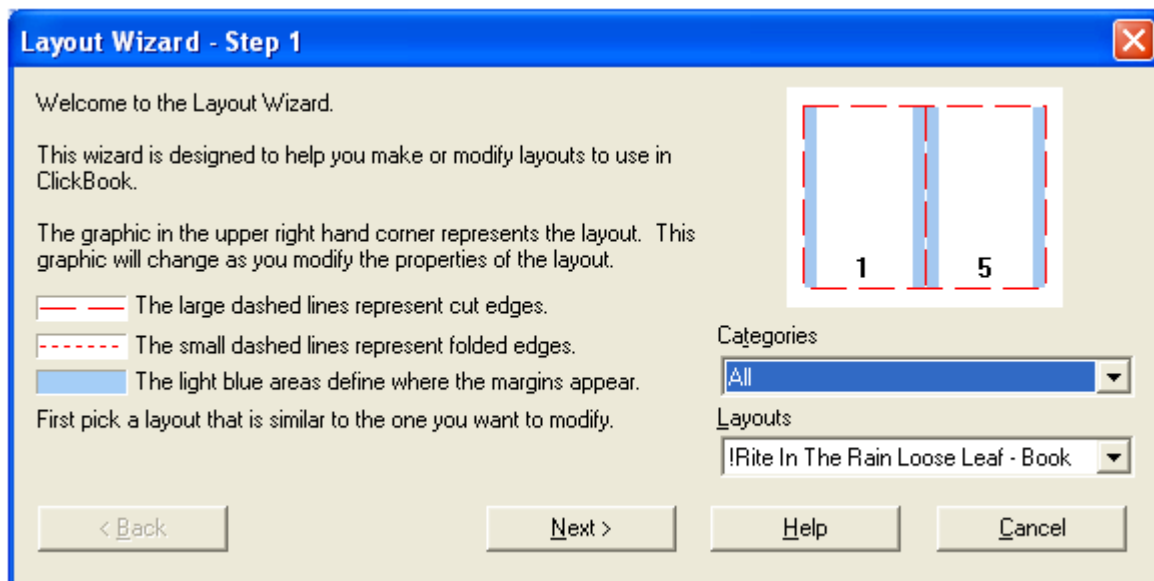 Layout Wizard - Step 1
Welcome to the Layout Wizard.
This wizard is designed to help you make or modify layouts to use in
ClickBook.
The graphic in the upper right hand corner represents the layout.  This
graphic will change as you modify the properties of the layout.
The large dashed lines represent cut edges.
The small dashed lines represent folded edges.
The light blue areas define where the margins appear.
First pick a layout that is similar to the one you want to modify.
1 5
Categories
All
Layouts
!Rite In The Rain Loose Leaf - Book
< Back Next > Help Cancel